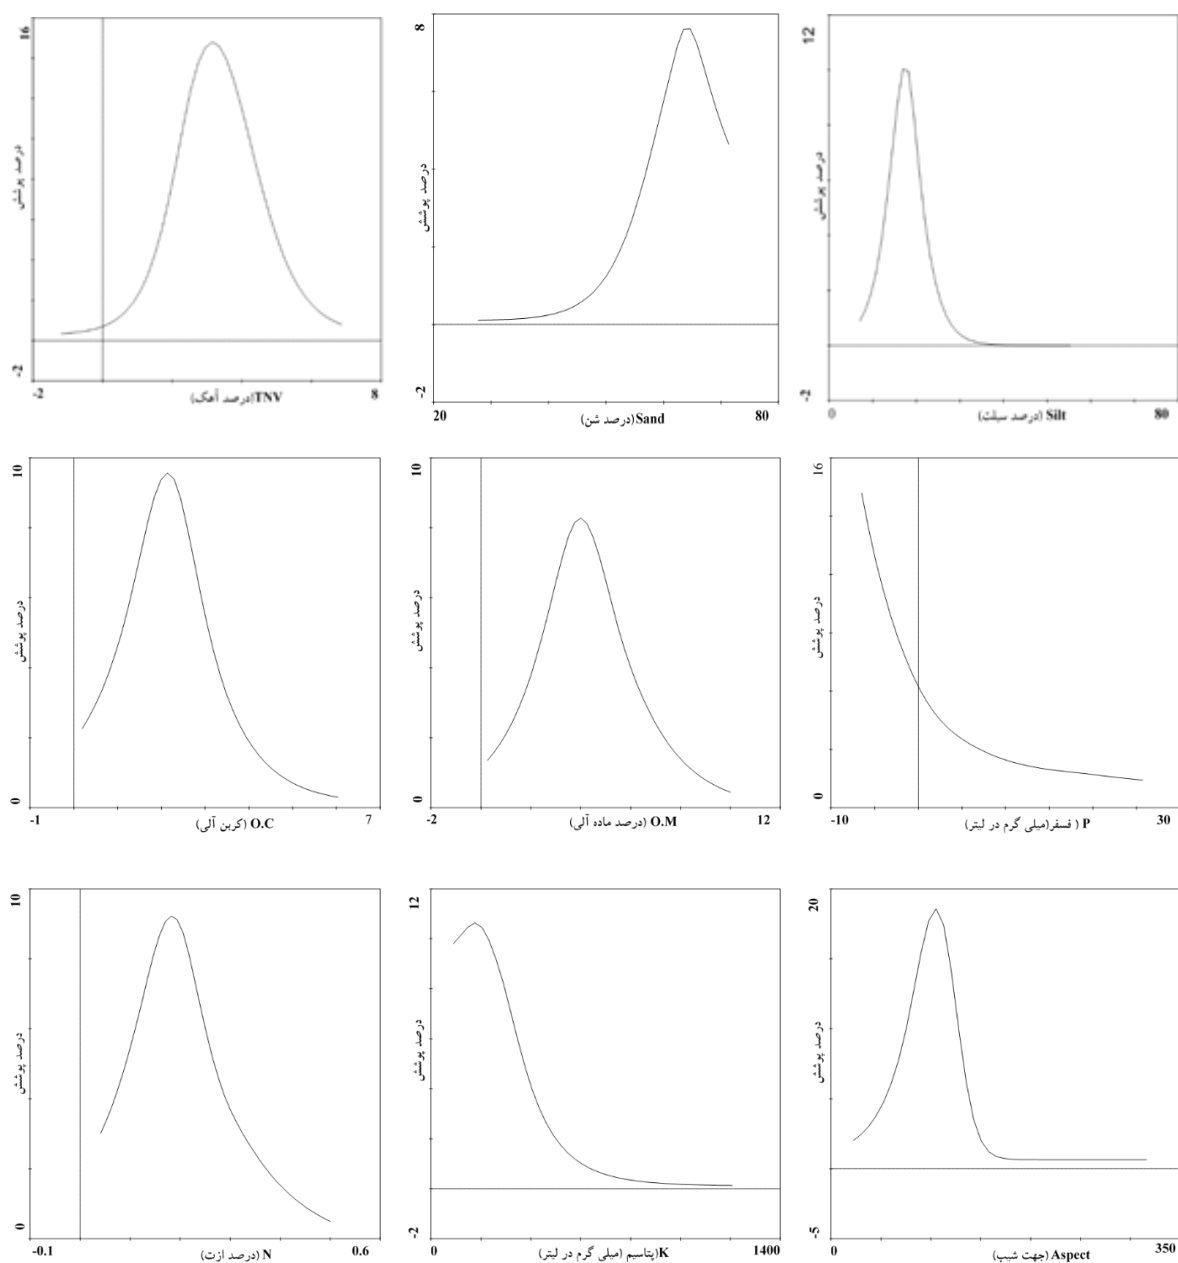 16
درصد پوشش
-2
-2
TNV(درصد آهک)
8
8
درصد پوشش
-2
20
Sand(درصد شن)
80
12
درصد پوشش
-2
0
Silt (درصد سیلت)
80
10
درصد پوشش
0
-1
O.C (کربن آلی)
7
10
درصد پوشش
0
-2
O.M (درصد ماده آلی)
12
16
درصد پوشش
0
-10
P ( فسفر(میلی گرم در لیتر)
30
10
درصد پوشش
0
-0.1
N (درصد ازت)
0.6
12
درصد پوشش
-2
0
K(پتاسیم (میلی گرم در لیتر)
1400
20
درصد پوشش
-5
0
Aspect (جهت شیب)
350